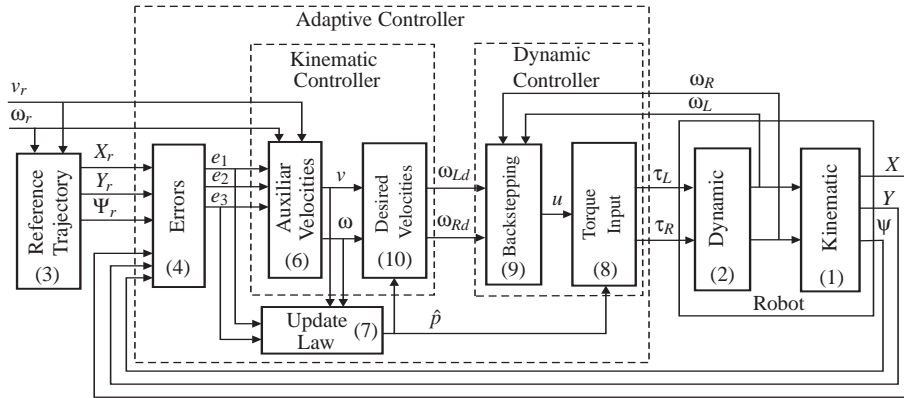 Adaptive Controller
Kinematic
Controller
Dynamic
Controller
v_r
ω_r
ω_R
ω_L
X_r
Y_r
Ψ_r
e_1
e_2
e_3
v
ω
ω_Ld
ω_Rd
u
τ_L
τ_R
X
Y
Ψ
Reference
Trajectory
(3)
Errors
(4)
Auxiliar
Velocities
(6)
Desired
Velocities
(10)
Backstepping
(9)
Torque
Input
(8)
Dynamic
(2)
Kinematic
(1)
Robot
Update
Law
(7)
p̂